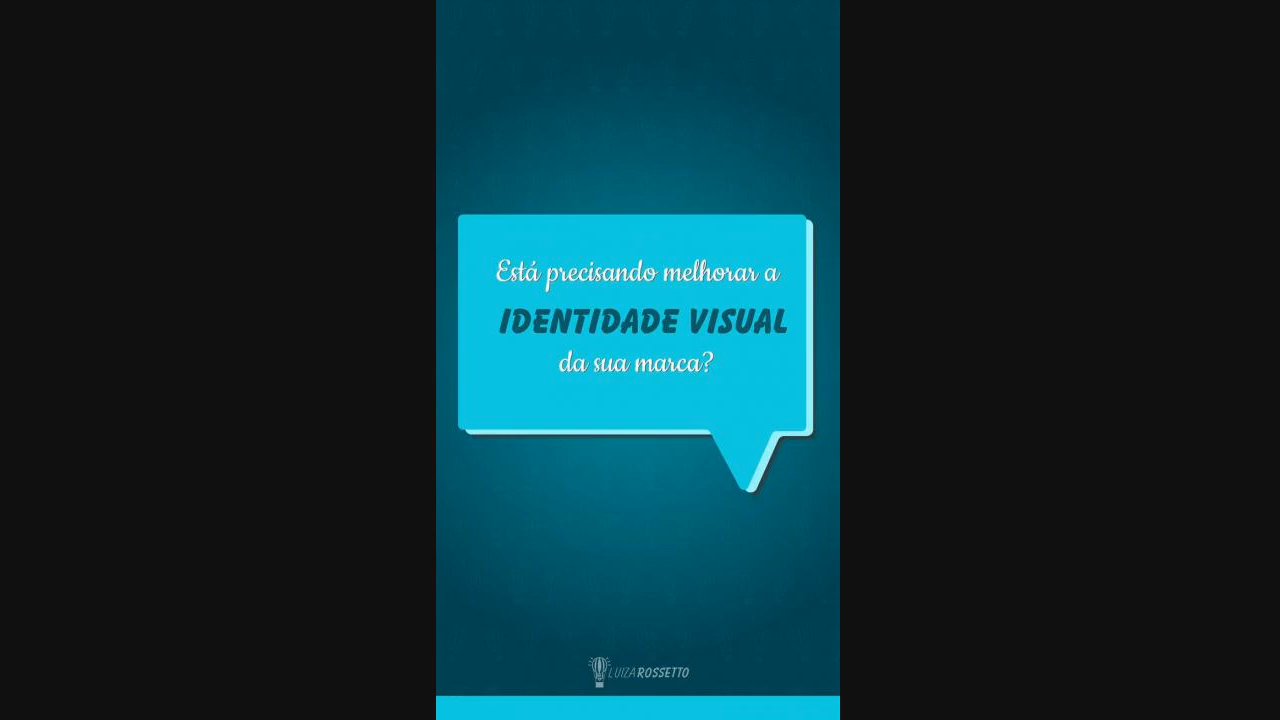 Está precisando melhorar a
IDENTIDADE VISUAL
da sua marca?
LUIZA ROSSETTO